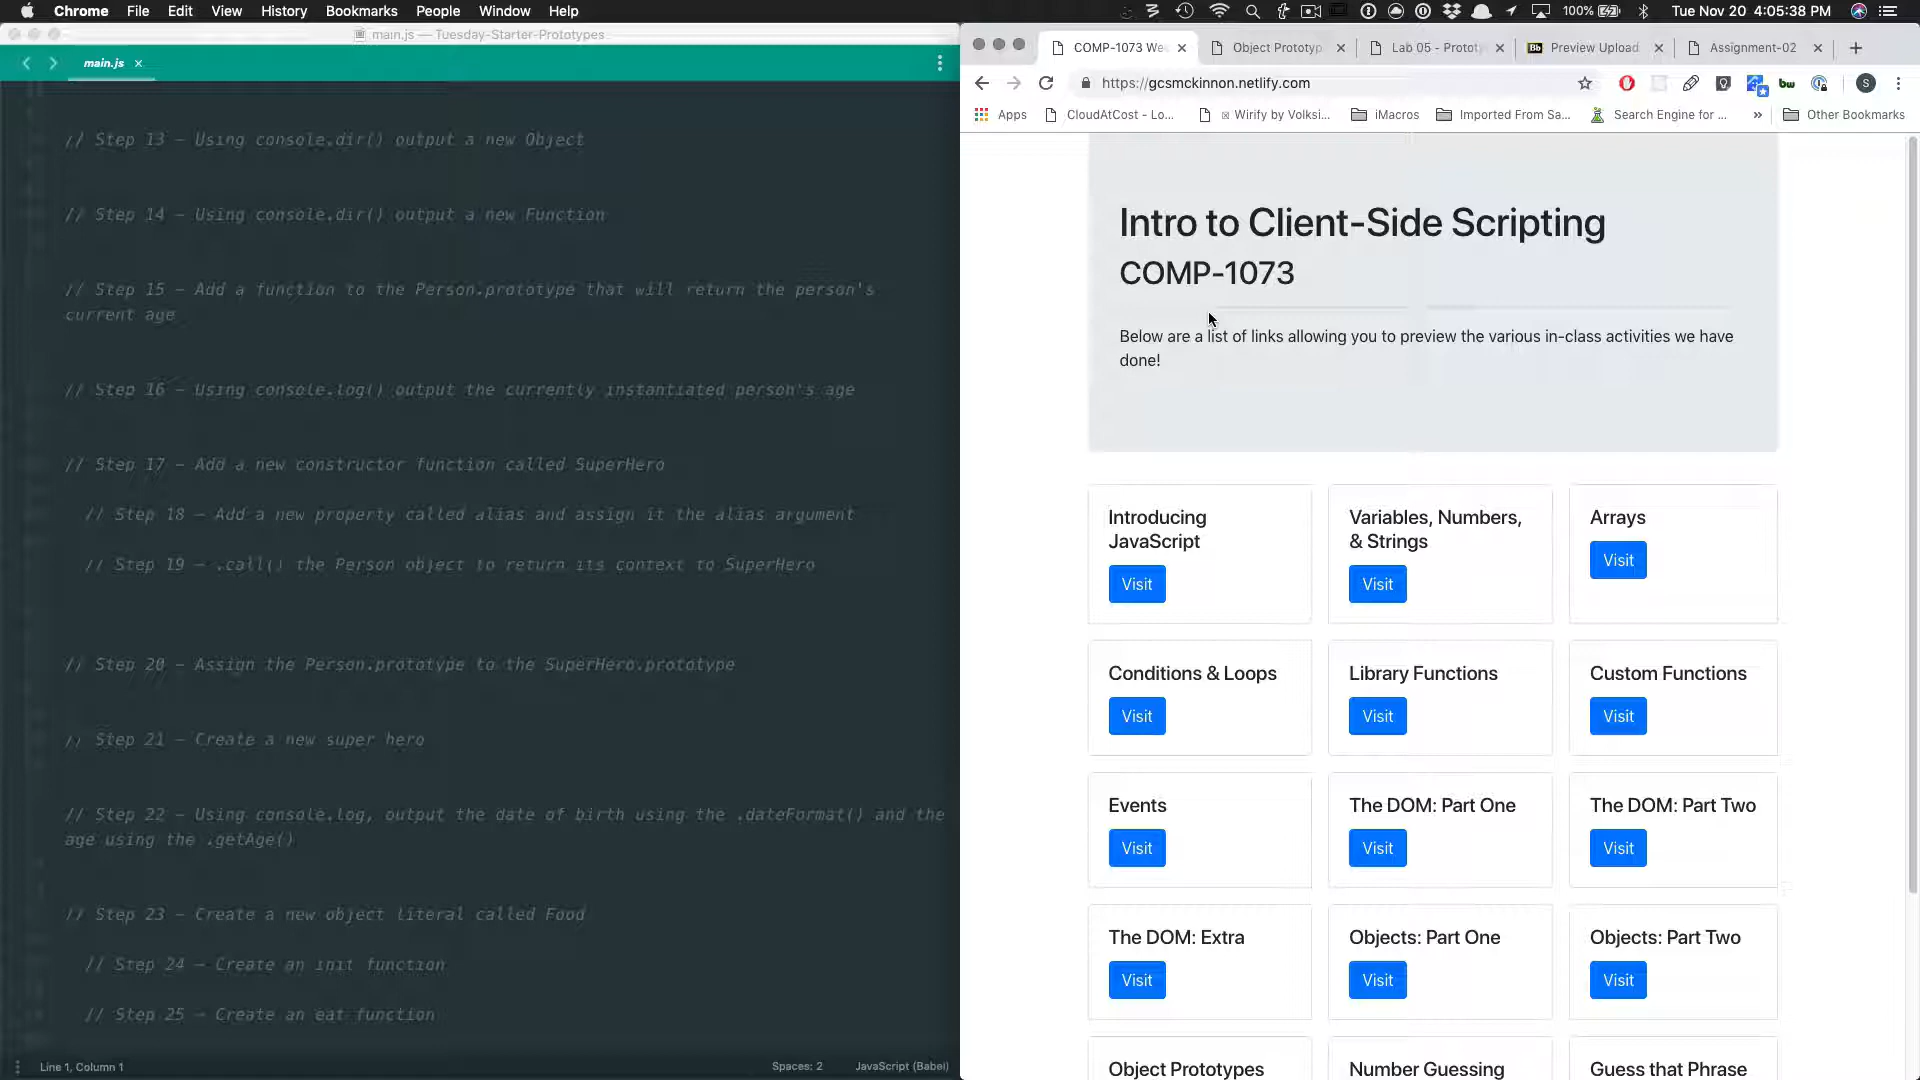 Chrome File Edit View History Bookmarks People Window Help
100% Tue Nov 20 4:05:38 PM
main.js — Tuesday-Starter-Prototypes
main.js ×
// Step 13 – Using console.dir() output a new Object
// Step 14 – Using console.dir() output a new Function
// Step 15 – Add a function to the Person.prototype that will return the person's
current age
// Step 16 – Using console.log() output the currently instantiated person's age
// Step 17 – Add a new constructor function called SuperHero
// Step 18 – Add a new property called alias and assign it the alias argument
// Step 19 – .call() the Person object to return its context to SuperHero
// Step 20 – Assign the Person.prototype to the SuperHero.prototype
// Step 21 – Create a new super hero
// Step 22 – Using console.log, output the date of birth using the .dateFormat() and the
age using the .getAge()
// Step 23 – Create a new object literal called Food
// Step 24 – Create an init function
// Step 25 – Create an eat function
Line 1, Column 1
Spaces: 2 JavaScript (Babel)
COMP-1073 We Object Prototyp Lab 05 - Protot Bb Preview Upload Assignment-02
https://gcsmckinnon.netlify.com
bw S
Apps CloudAtCost - Lo... Wirify by Volksi... iMacros Imported From Sa... Search Engine for ... » Other Bookmarks
Intro to Client-Side Scripting
COMP-1073
Below are a list of links allowing you to preview the various in-class activities we have
done!
Introducing
JavaScript
Visit
Variables, Numbers,
& Strings
Visit
Arrays
Visit
Conditions & Loops
Visit
Library Functions
Visit
Custom Functions
Visit
Events
Visit
The DOM: Part One
Visit
The DOM: Part Two
Visit
The DOM: Extra
Visit
Objects: Part One
Visit
Objects: Part Two
Visit
Object Prototypes
Number Guessing
Guess that Phrase